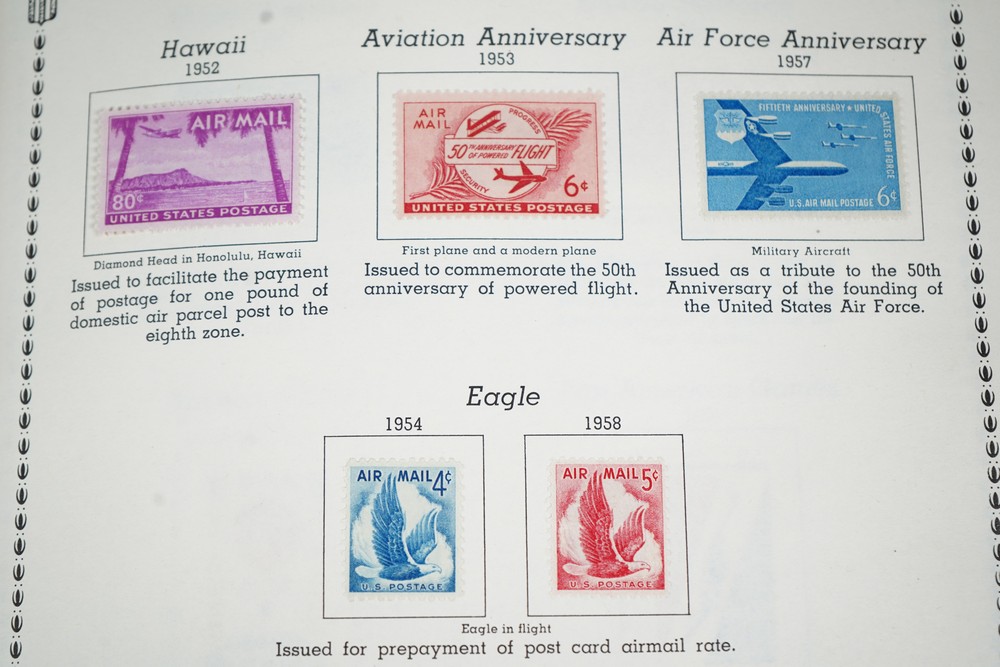 Hawaii
1952
AIR MAIL
80¢
UNITED STATES POSTAGE
Diamond Head in Honolulu, Hawaii
Issued to facilitate the payment
of postage for one pound of
domestic air parcel post to the
eighth zone.
Aviation Anniversary
1953
AIR
MAIL
PROGRESS
50TH ANNIVERSARY
OF POWERED FLIGHT
SECURITY
6¢
UNITED STATES POSTAGE
First plane and a modern plane
Issued to commemorate the 50th
anniversary of powered flight.
Air Force Anniversary
1957
FIFTIETH ANNIVERSARY ★ UNITED STATES AIR FORCE
U.S. AIR MAIL POSTAGE 6¢
Military Aircraft
Issued as a tribute to the 50th
Anniversary of the founding of
the United States Air Force.
Eagle
1954
AIR MAIL 4¢
U.S. POSTAGE
1958
AIR MAIL 5¢
U.S. POSTAGE
Eagle in flight
Issued for prepayment of post card airmail rate.